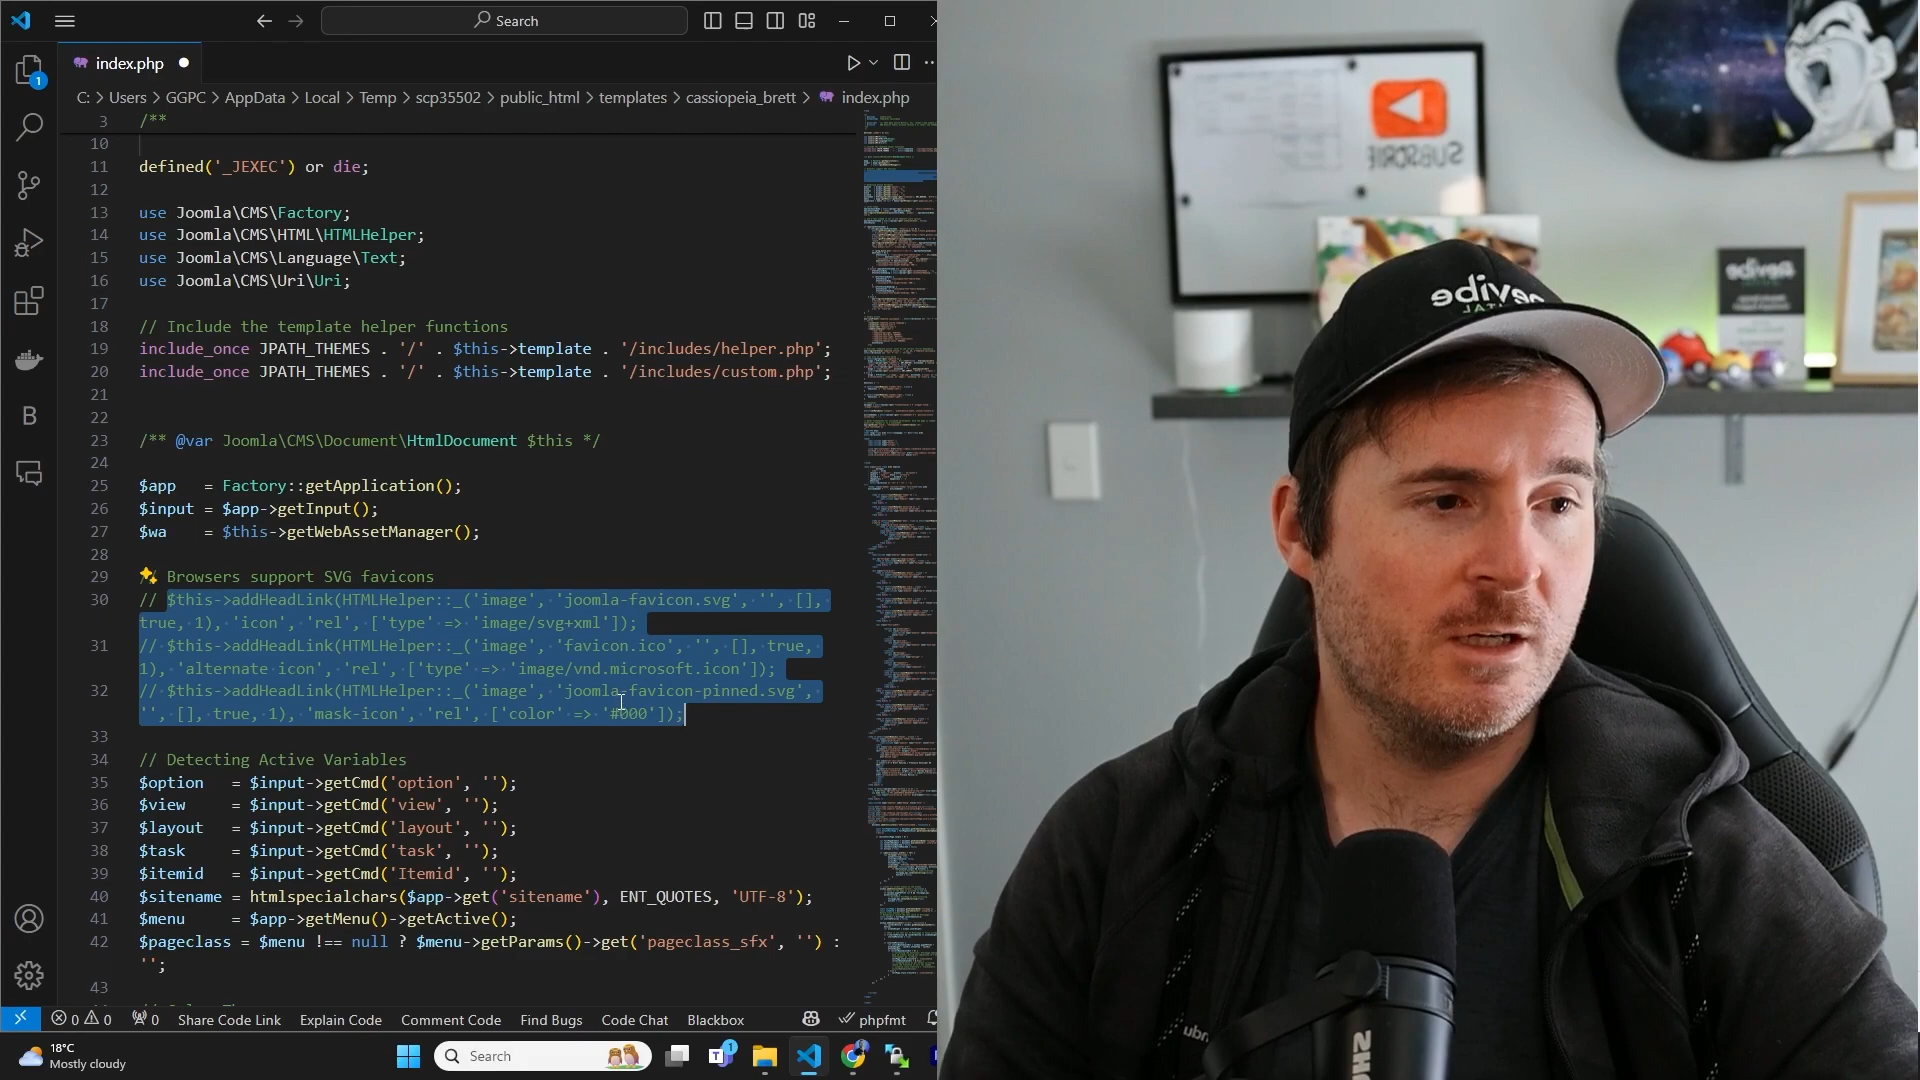 Search
index.php
1
C: > Users > GGPC > AppData > Local > Temp > scp35502 > public_html > templates > cassiopeia_brett > index.php
3 /**
10
11 defined('_JEXEC') or die;
12
13 use Joomla\CMS\Factory;
14 use Joomla\CMS\HTML\HTMLHelper;
15 use Joomla\CMS\Language\Text;
16 use Joomla\CMS\Uri\Uri;
17
18 // Include the template helper functions
19 include_once JPATH_THEMES . '/' . $this->template . '/includes/helper.php';
20 include_once JPATH_THEMES . '/' . $this->template . '/includes/custom.php';
21
22
23 /** @var Joomla\CMS\Document\HtmlDocument $this */
24
25 $app = Factory::getApplication();
26 $input = $app->getInput();
27 $wa = $this->getWebAssetManager();
28
29 Browsers support SVG favicons
30 // $this->addHeadLink(HTMLHelper::_('image', 'joomla-favicon.svg', '', [],
true, 1), 'icon', 'rel', ['type' => 'image/svg+xml']);
31 // $this->addHeadLink(HTMLHelper::_('image', 'favicon.ico', '', [], true,
1), 'alternate icon', 'rel', ['type' => 'image/vnd.microsoft.icon']);
32 // $this->addHeadLink(HTMLHelper::_('image', 'joomla-favicon-pinned.svg',
'', [], true, 1), 'mask-icon', 'rel', ['color' => '#000']);
33
34 // Detecting Active Variables
35 $option = $input->getCmd('option', '');
36 $view = $input->getCmd('view', '');
37 $layout = $input->getCmd('layout', '');
38 $task = $input->getCmd('task', '');
39 $itemid = $input->getCmd('Itemid', '');
40 $sitename = htmlspecialchars($app->get('sitename'), ENT_QUOTES, 'UTF-8');
41 $menu = $app->getMenu()->getActive();
42 $pageclass = $menu !== null ? $menu->getParams()->get('pageclass_sfx', '') :
'';
43
0 0 0 Share Code Link Explain Code Comment Code Find Bugs Code Chat Blackbox phpfmt
18°C
Mostly cloudy
Search
1
SUBSCRIBE
nevibe
DIGITAL
nevibe
SHURE